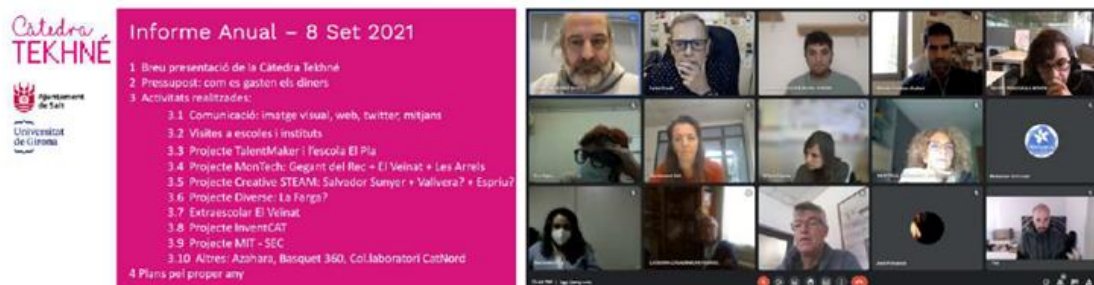 Càtedra
TEKHNÉ
Ajuntament
de Salt
Universitat
de Girona
Informe Anual – 8 Set 2021
1 Breu presentació de la Càtedra Tekhné
2 Pressupost: com es gasten els diners
3 Activitats realitzades:
3.1 Comunicació: imatge visual, web, twitter, mitjans
3.2 Visites a escoles i instituts
3.3 Projecte TalentMaker i l'escola El Pla
3.4 Projecte MonTech: Gegant del Rec + El Veïnat + Les Arrels
3.5 Projecte Creative STEAM: Salvador Sunyer + Vallvera? + Espriu?
3.6 Projecte Diverse: La Farga?
3.7 Extraescolar El Veïnat
3.8 Projecte InventCAT
3.9 Projecte MIT - SEC
3.10 Altres: Azahara, Basquet 360, Col.laboratori CatNord
4 Plans pel proper any